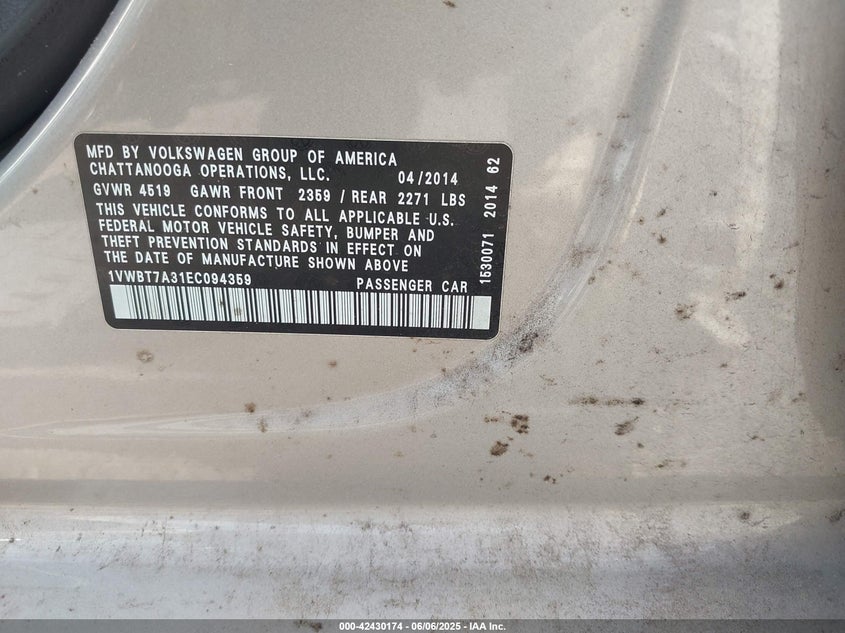 MFD BY VOLKSWAGEN GROUP OF AMERICA
CHATTANOOGA OPERATIONS, LLC. 04/2014
GVWR 4519 GAWR FRONT 2359 / REAR 2271 LBS
THIS VEHICLE CONFORMS TO ALL APPLICABLE U.S.
FEDERAL MOTOR VEHICLE SAFETY, BUMPER AND
THEFT PREVENTION STANDARDS IN EFFECT ON
THE DATE OF MANUFACTURE SHOWN ABOVE
1VWBT7A31EC094359 PASSENGER CAR
1530071 2014 62
000-42430174 - 06/06/2025 - IAA Inc.